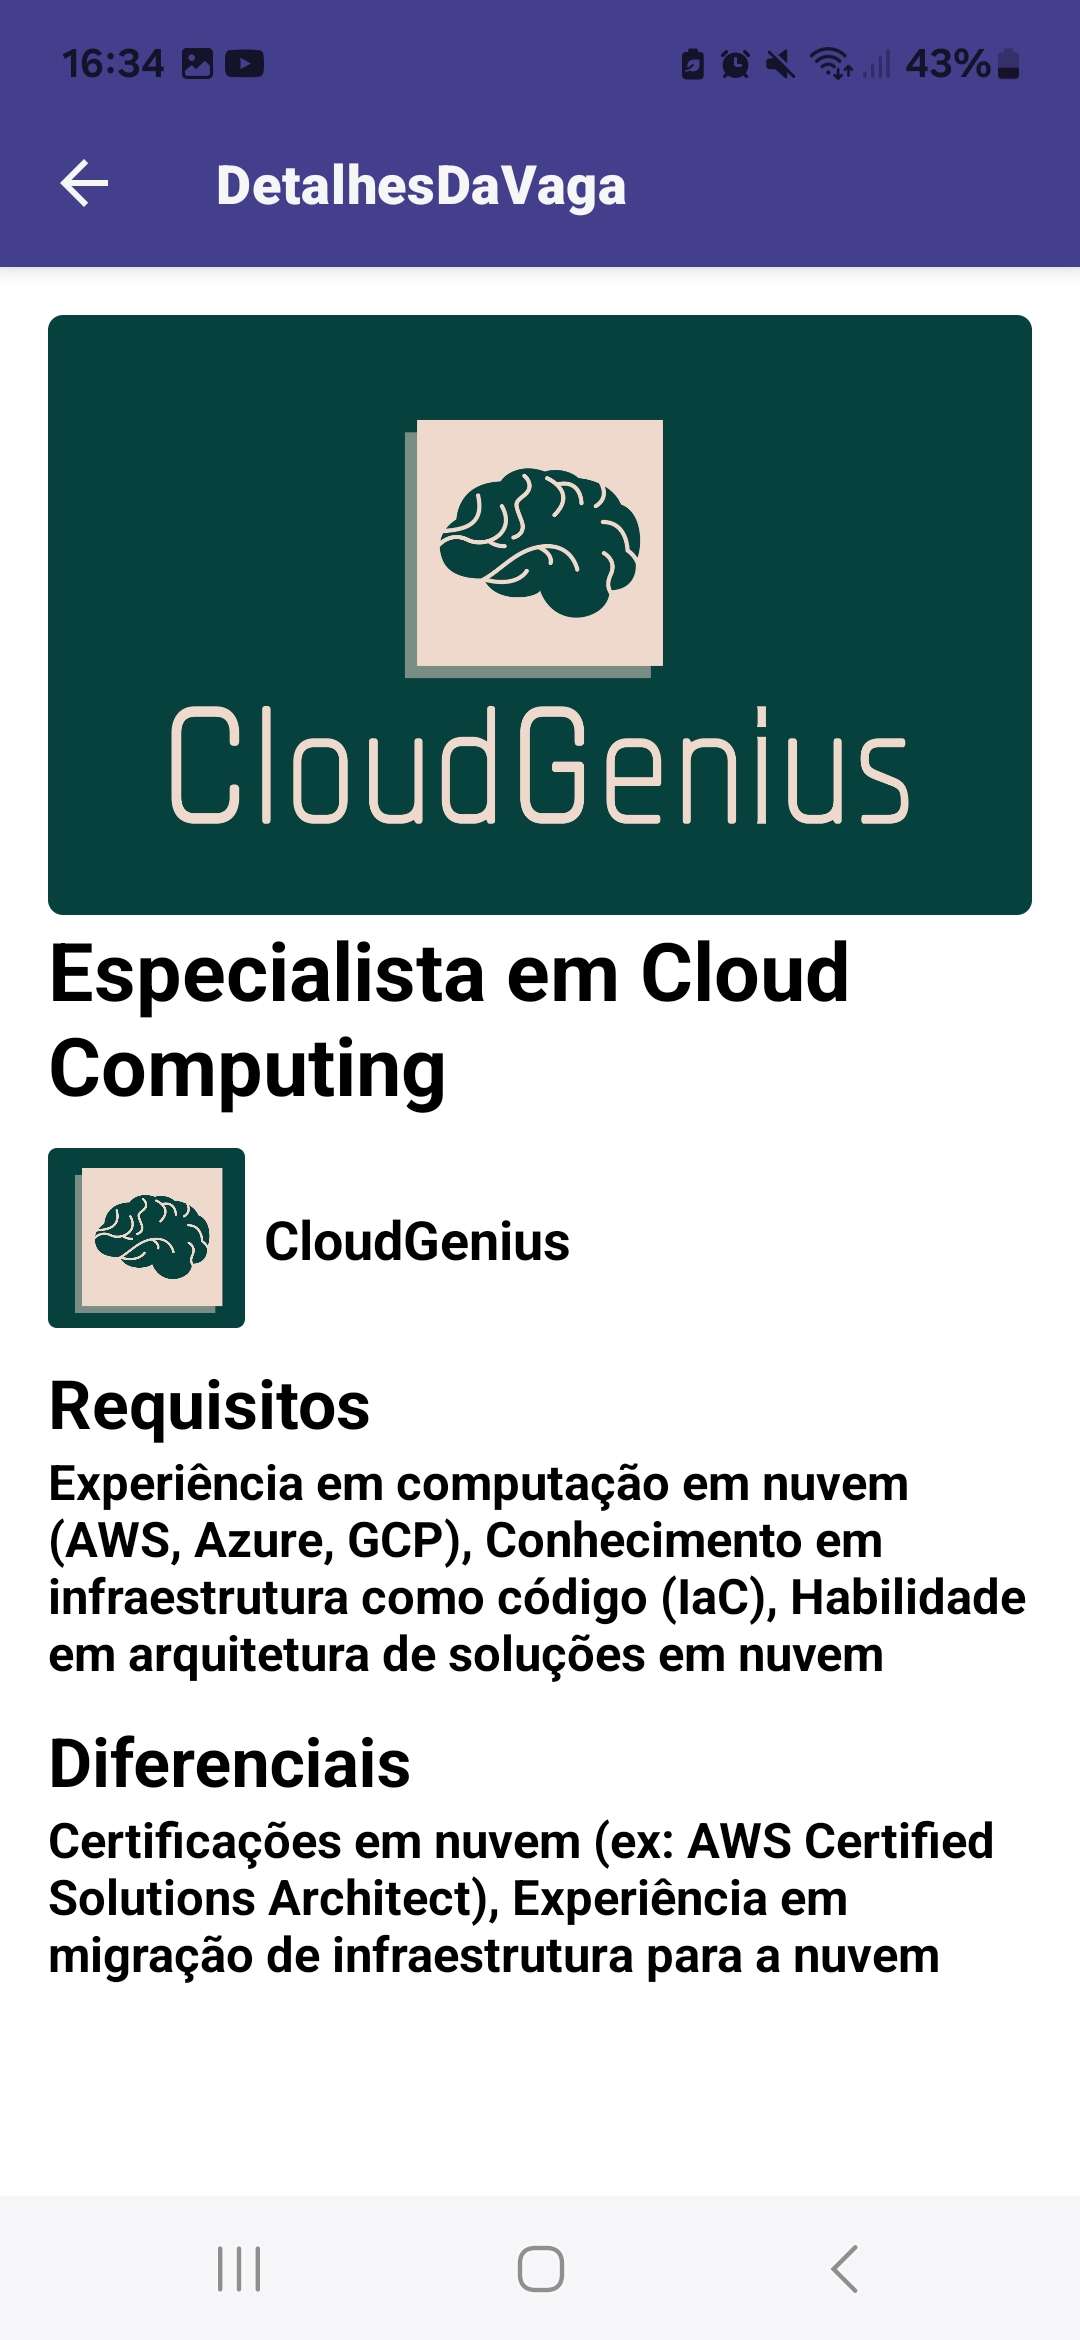 16:34
43%
DetalhesDaVaga
CloudGenius
Especialista em Cloud
Computing
CloudGenius
Requisitos
Experiência em computação em nuvem
(AWS, Azure, GCP), Conhecimento em
infraestrutura como código (IaC), Habilidade
em arquitetura de soluções em nuvem
Diferenciais
Certificações em nuvem (ex: AWS Certified
Solutions Architect), Experiência em
migração de infraestrutura para a nuvem